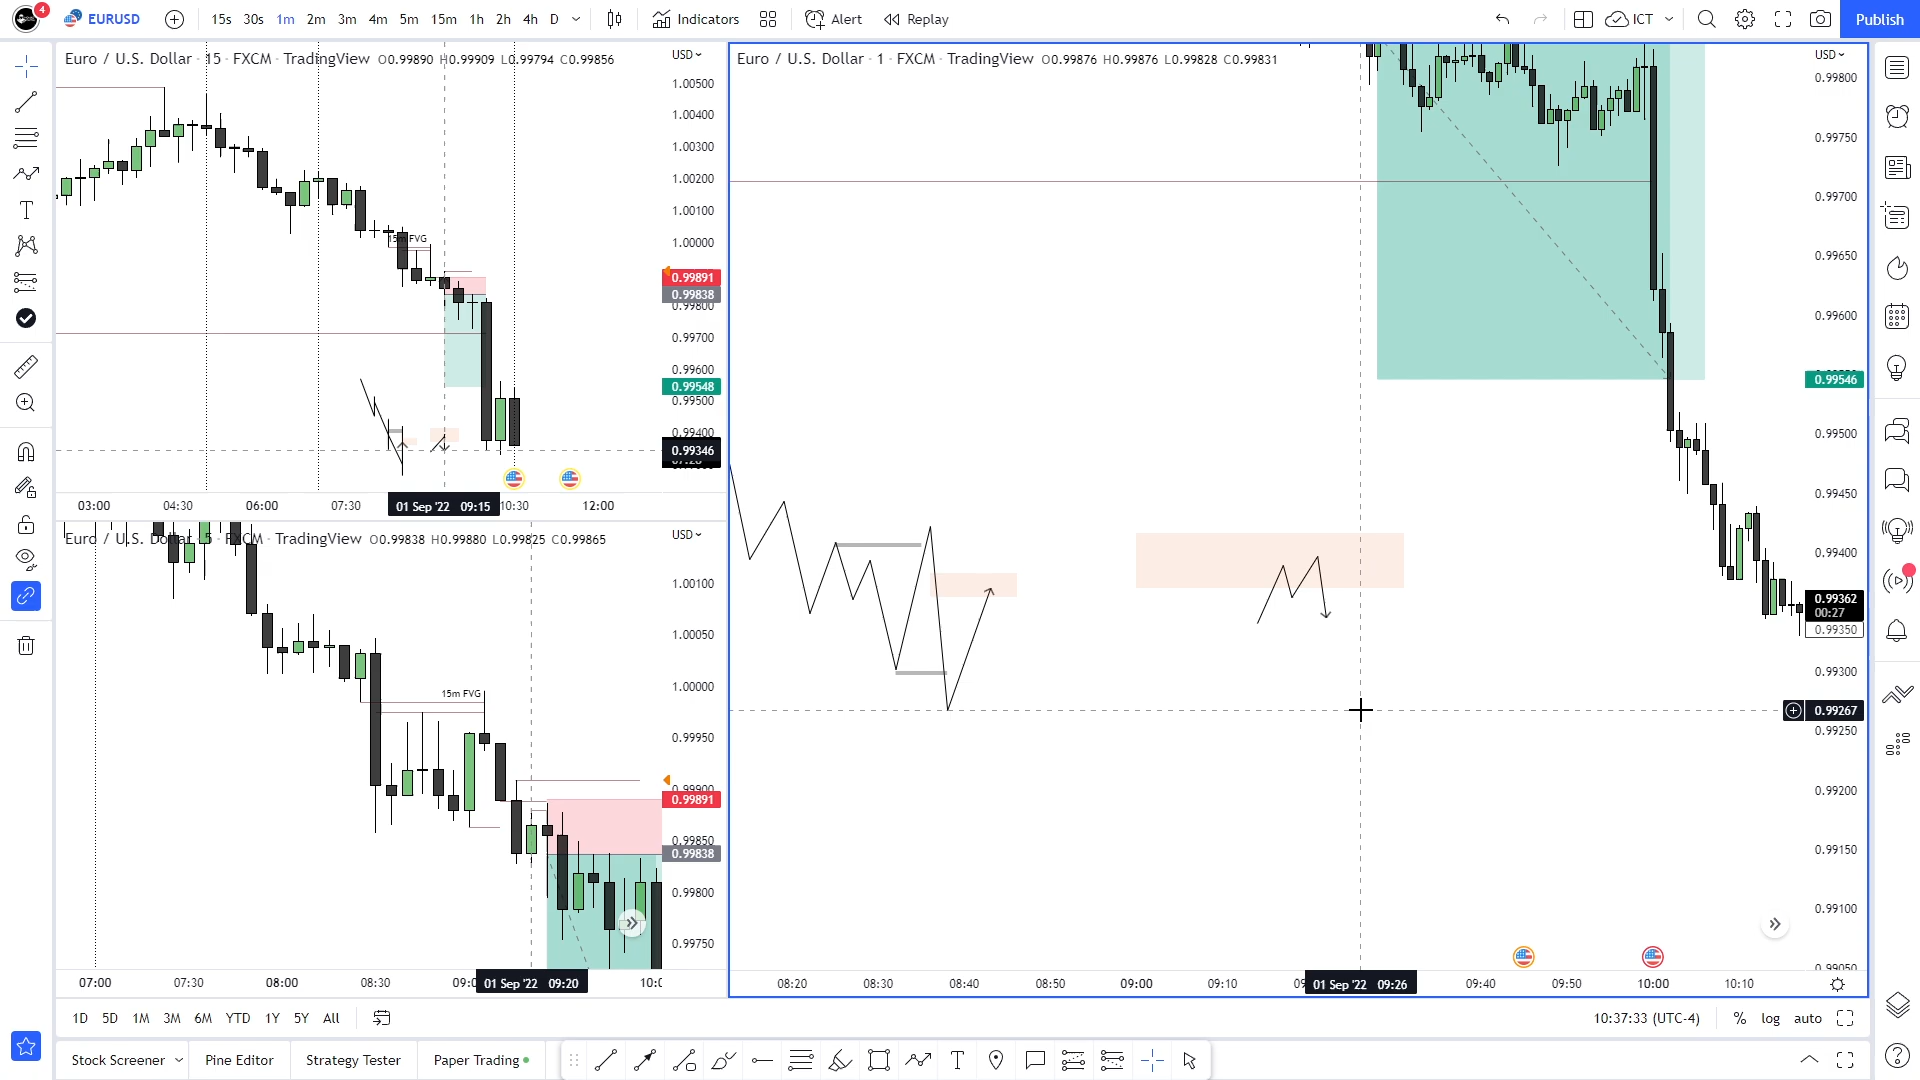 4
EURUSD
15s 30s 1m 2m 3m 4m 5m 15m 1h 2h 4h D
Indicators
Alert
Replay
ICT
Publish
Euro / U.S. Dollar · 15 · FXCM · TradingView O0.99890 H0.99909 L0.99794 C0.99856
USD
1.00500
1.00400
1.00300
1.00200
1.00100
1.00000
0.99891
0.99838
0.99800
0.99700
0.99600
0.99548
0.99500
0.99400
0.99346
15m FVG
03:00 04:30 06:00 07:30 01 Sep '22 09:15 10:30 12:00
Euro / U.S. Dollar · 5 · FXCM · TradingView O0.99838 H0.99880 L0.99825 C0.99865
USD
1.00100
1.00050
1.00000
0.99950
0.99900
0.99891
0.99850
0.99838
0.99800
0.99750
15m FVG
07:00 07:30 08:00 08:30 01 Sep '22 09:20
Euro / U.S. Dollar · 1 · FXCM · TradingView O0.99876 H0.99876 L0.99828 C0.99831
USD
0.99800
0.99750
0.99700
0.99650
0.99600
0.99546
0.99500
0.99450
0.99400
0.99362
00:27
0.99350
0.99300
0.99267
0.99250
0.99200
0.99150
0.99100
0.99050
08:20 08:30 08:40 08:50 09:00 09:10 01 Sep '22 09:26 09:40 09:50 10:00 10:10
1D 5D 1M 3M 6M YTD 1Y 5Y All
10:37:33 (UTC-4) % log auto
Stock Screener Pine Editor Strategy Tester Paper Trading